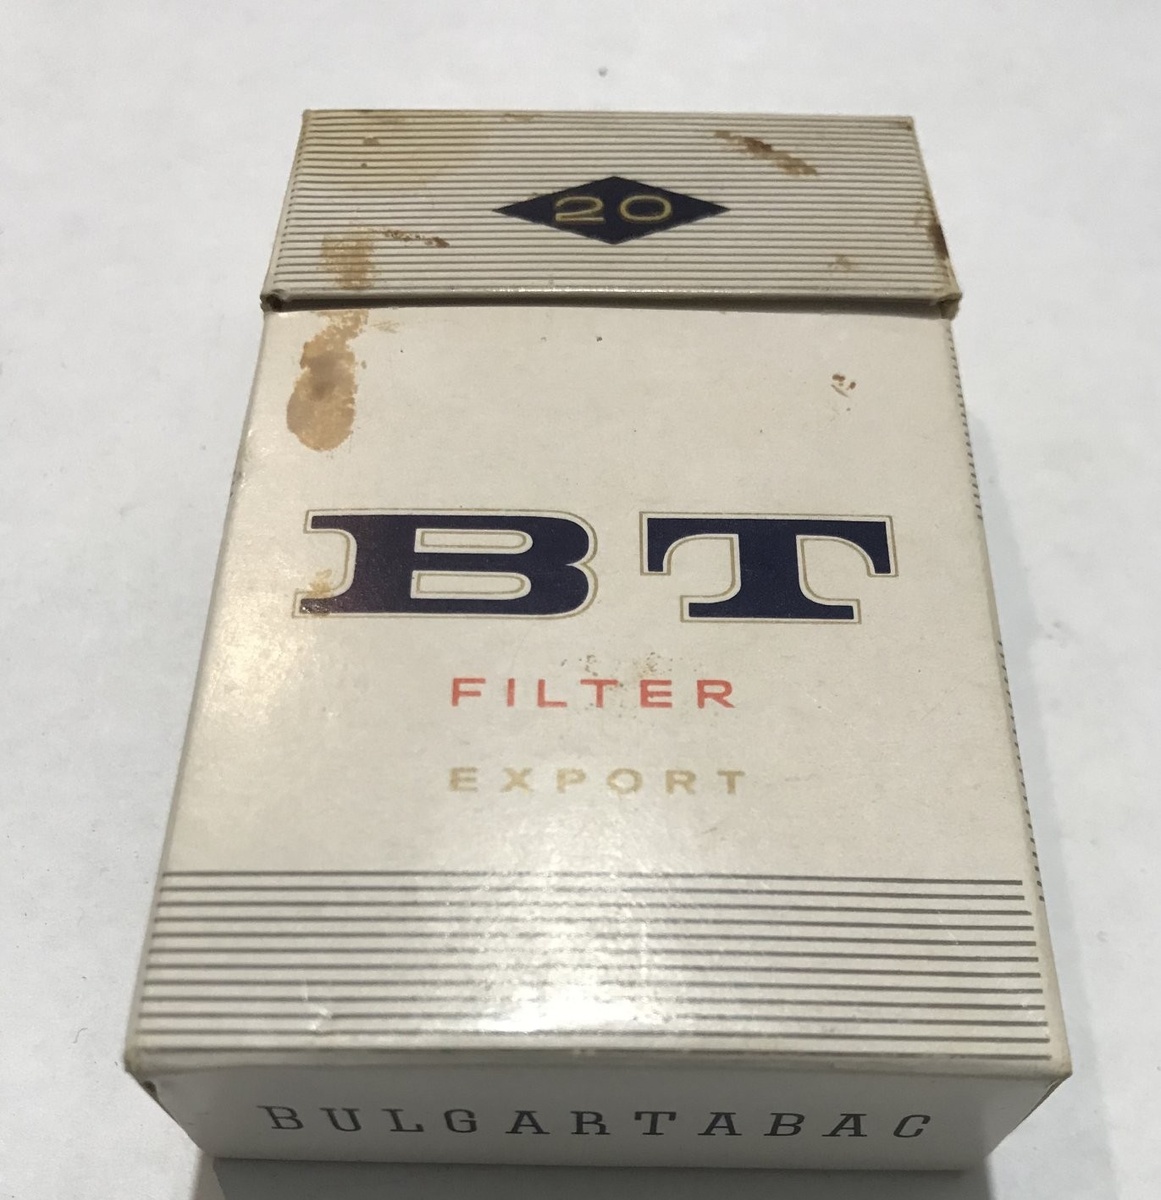 20
BT
FILTER
EXPORT
BULGARTABAC